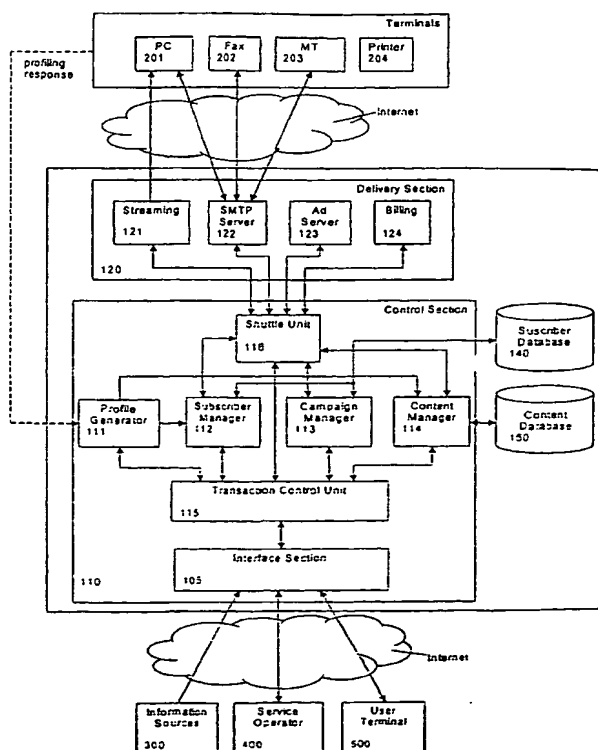 Terminals
PC
201
Fax
202
MT
203
Printer
204
profiling
response
Internet
Delivery Section
Streaming
121
SMTP
Server
122
Ad
Server
123
Billing
124
120
Control Section
Shuttle Unit
116
Suscriber
Database
140
Profile
Generator
111
Subscriber
Manager
112
Campaign
Manager
113
Content
Manager
114
Content
Database
150
Transaction Control Unit
115
Interface Section
105
110
Internet
Information
Sources
300
Service
Operator
400
User
Terminal
500